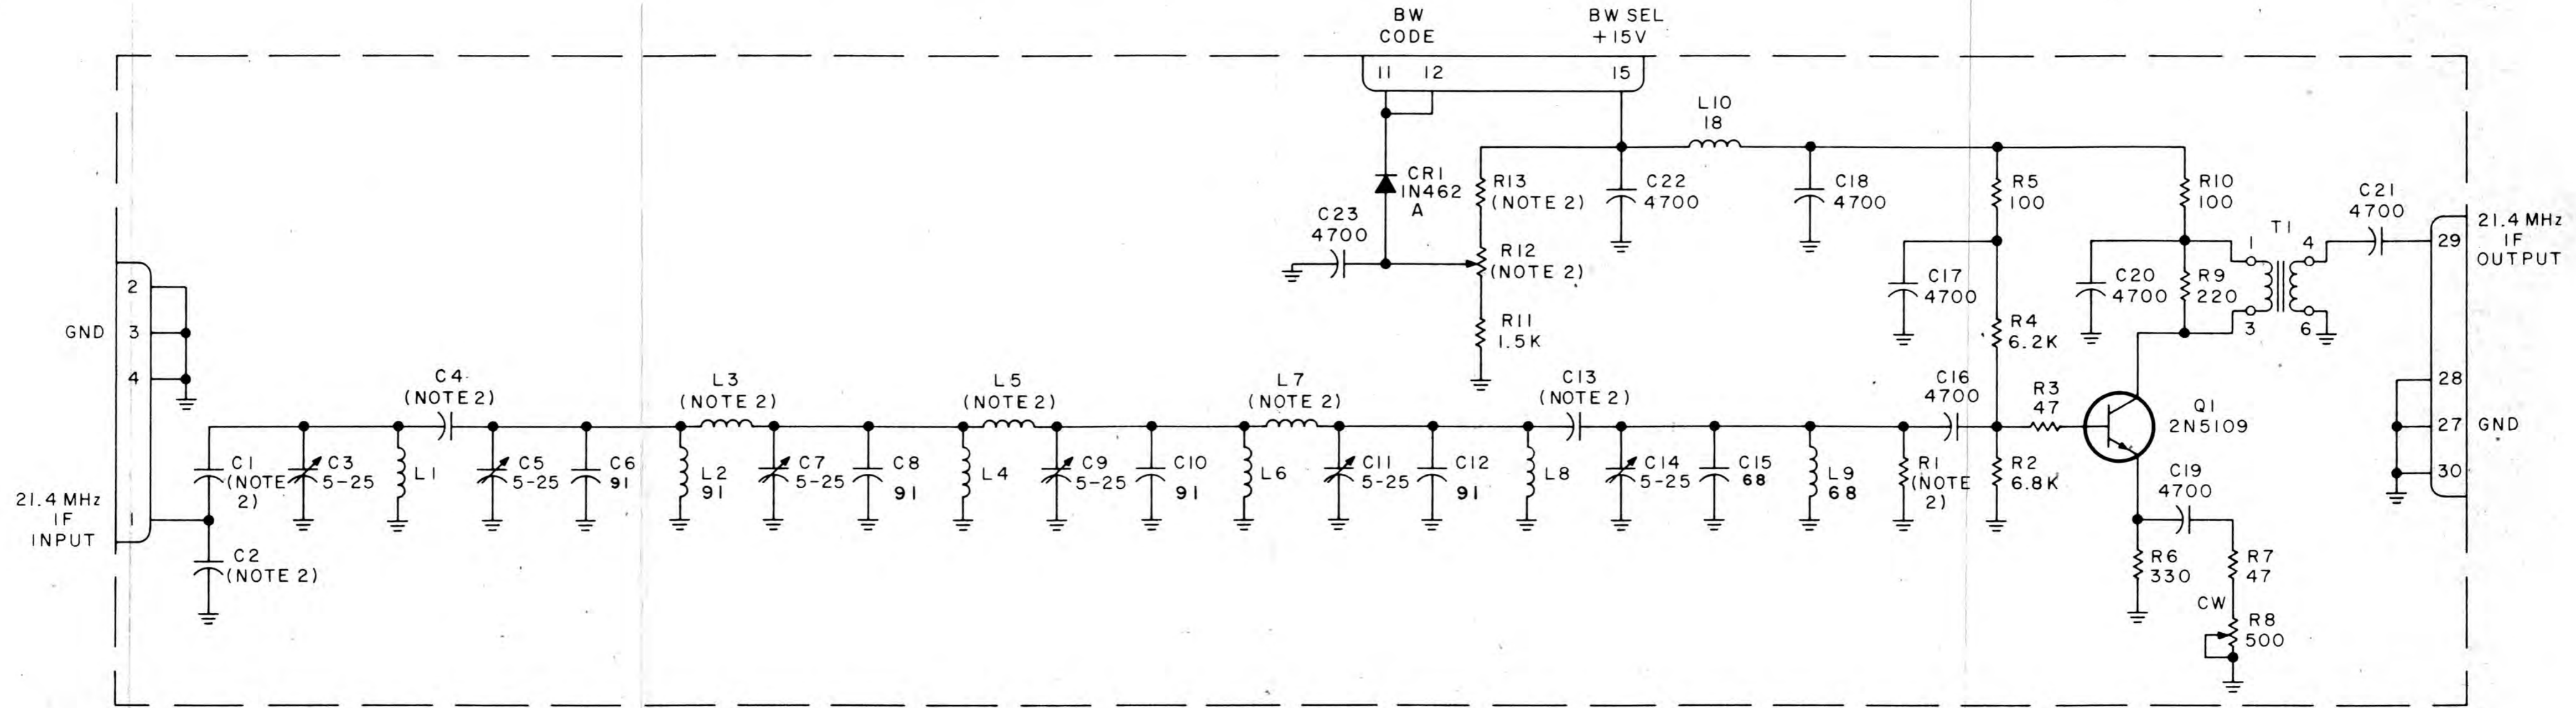 BW
CODE
BW SEL
+15V
11 12 15
L10
18
CR1
1N462
A
R13
(NOTE 2)
C22
4700
C18
4700
R5
100
R10
100
C21
4700
21.4 MHz
IF
OUTPUT
29
C23
4700
R12
(NOTE 2)
T1
1
4
3
6
C17
4700
C20
4700
R9
220
R11
1.5K
R4
6.2K
GND
2
3
4
1
C4
(NOTE 2)
L3
(NOTE 2)
L5
(NOTE 2)
L7
(NOTE 2)
C13
(NOTE 2)
C16
4700
R3
47
Q1
2N5109
28
27
30
GND
C1
(NOTE
2)
C3
5-25
L1
C5
5-25
C6
91
L2
91
C7
5-25
C8
91
L4
C9
5-25
C10
91
L6
C11
5-25
C12
91
L8
C14
5-25
C15
68
L9
68
R1
(NOTE
2)
R2
6.8K
C19
4700
21.4 MHz
IF
INPUT
C2
(NOTE 2)
R6
330
R7
47
CW
R8
500